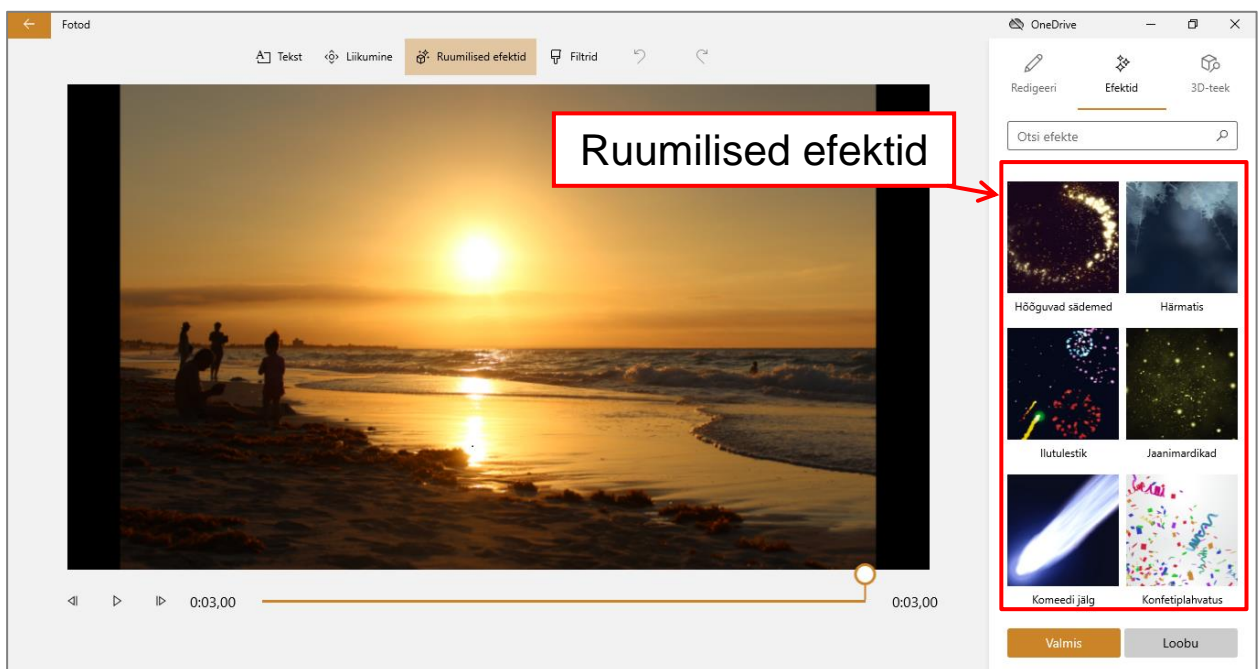 Fotod
OneDrive
Tekst
Liikumine
Ruumilised efektid
Filtrid
Redigeeri
Efektid
3D-teek
Otsi efekte
Ruumilised efektid
Hõõguvad sädemed
Härmatis
Ilutulestik
Jaanimardikad
Komeedi jälg
Konfetiplahvatus
0:03,00
0:03,00
Valmis
Loobu